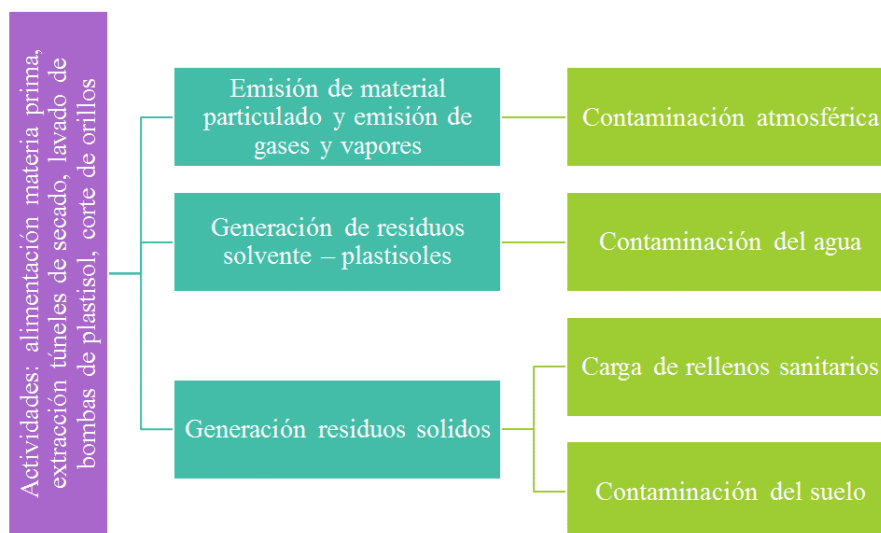 Actividades: alimentación materia prima,
extracción túneles de secado, lavado de
bombas de plastisol, corte de orillos
Emisión de material
particulado y emisión de
gases y vapores
Contaminación atmosférica
Generación de residuos
solvente – plastisoles
Contaminación del agua
Generación residuos solidos
Carga de rellenos sanitarios
Contaminación del suelo